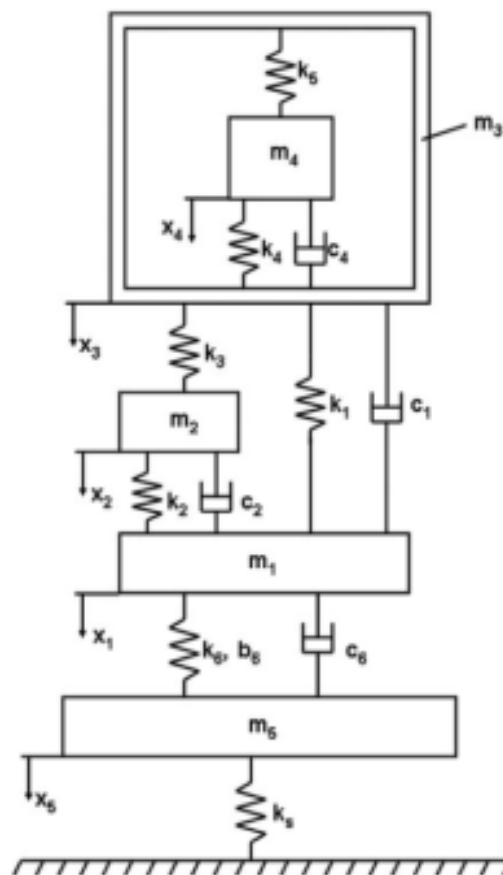 k₅
m₃
m₄
x₄
k₄
c₄
x₃
k₃
k₁
c₁
m₂
x₂
k₂
c₂
m₁
x₁
k₆, b₆
c₆
m₅
x₅
kₛ